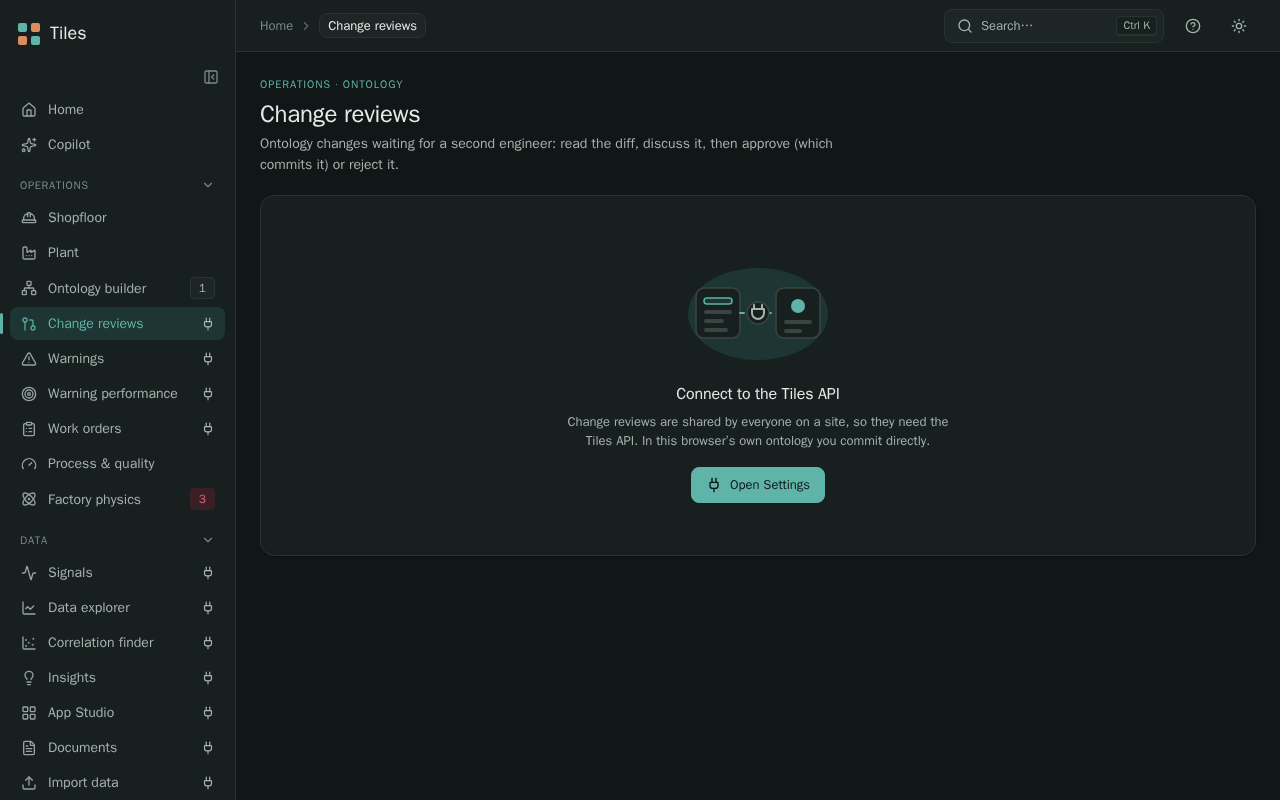 Tiles
Home
Copilot
OPERATIONS
Shopfloor
Plant
Ontology builder
1
Change reviews
Warnings
Warning performance
Work orders
Process & quality
Factory physics
3
DATA
Signals
Data explorer
Correlation finder
Insights
App Studio
Documents
Import data
Home
Change reviews
Search…
Ctrl K
OPERATIONS · ONTOLOGY
Change reviews
Ontology changes waiting for a second engineer: read the diff, discuss it, then approve (which
commits it) or reject it.
Connect to the Tiles API
Change reviews are shared by everyone on a site, so they need the
Tiles API. In this browser's own ontology you commit directly.
Open Settings